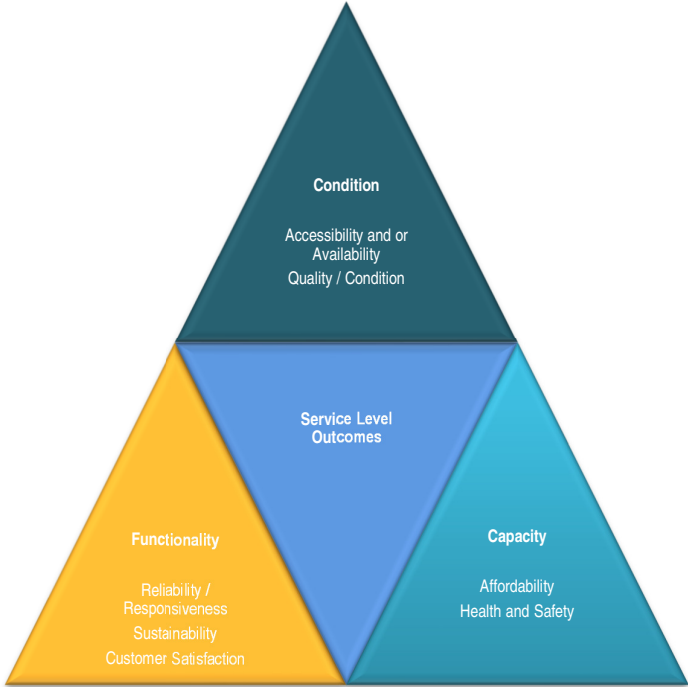 Condition
Accessibility and or
Availability
Quality / Condition
Service Level
Outcomes
Functionality
Reliability /
Responsiveness
Sustainability
Customer Satisfaction
Capacity
Affordability
Health and Safety